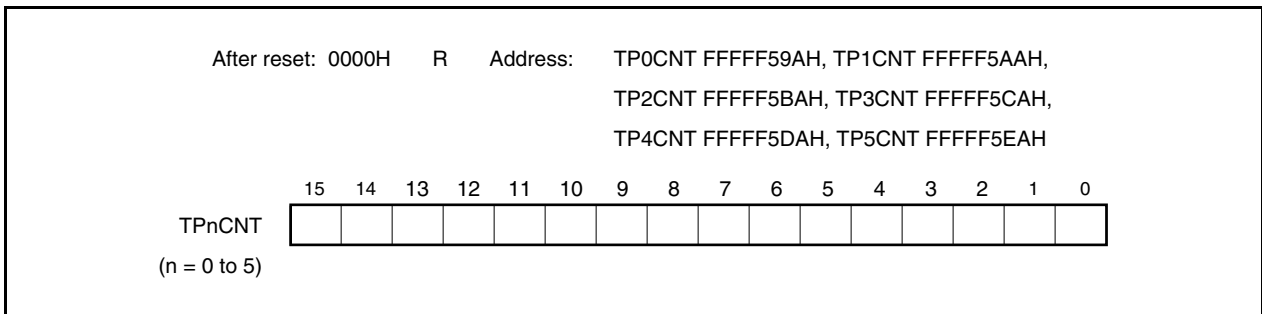 After reset: 0000H R Address: TP0CNT FFFFF59AH, TP1CNT FFFFF5AAH,
TP2CNT FFFFF5BAH, TP3CNT FFFFF5CAH,
TP4CNT FFFFF5DAH, TP5CNT FFFFF5EAH
15 14 13 12 11 10 9 8 7 6 5 4 3 2 1 0
TPnCNT
(n = 0 to 5)